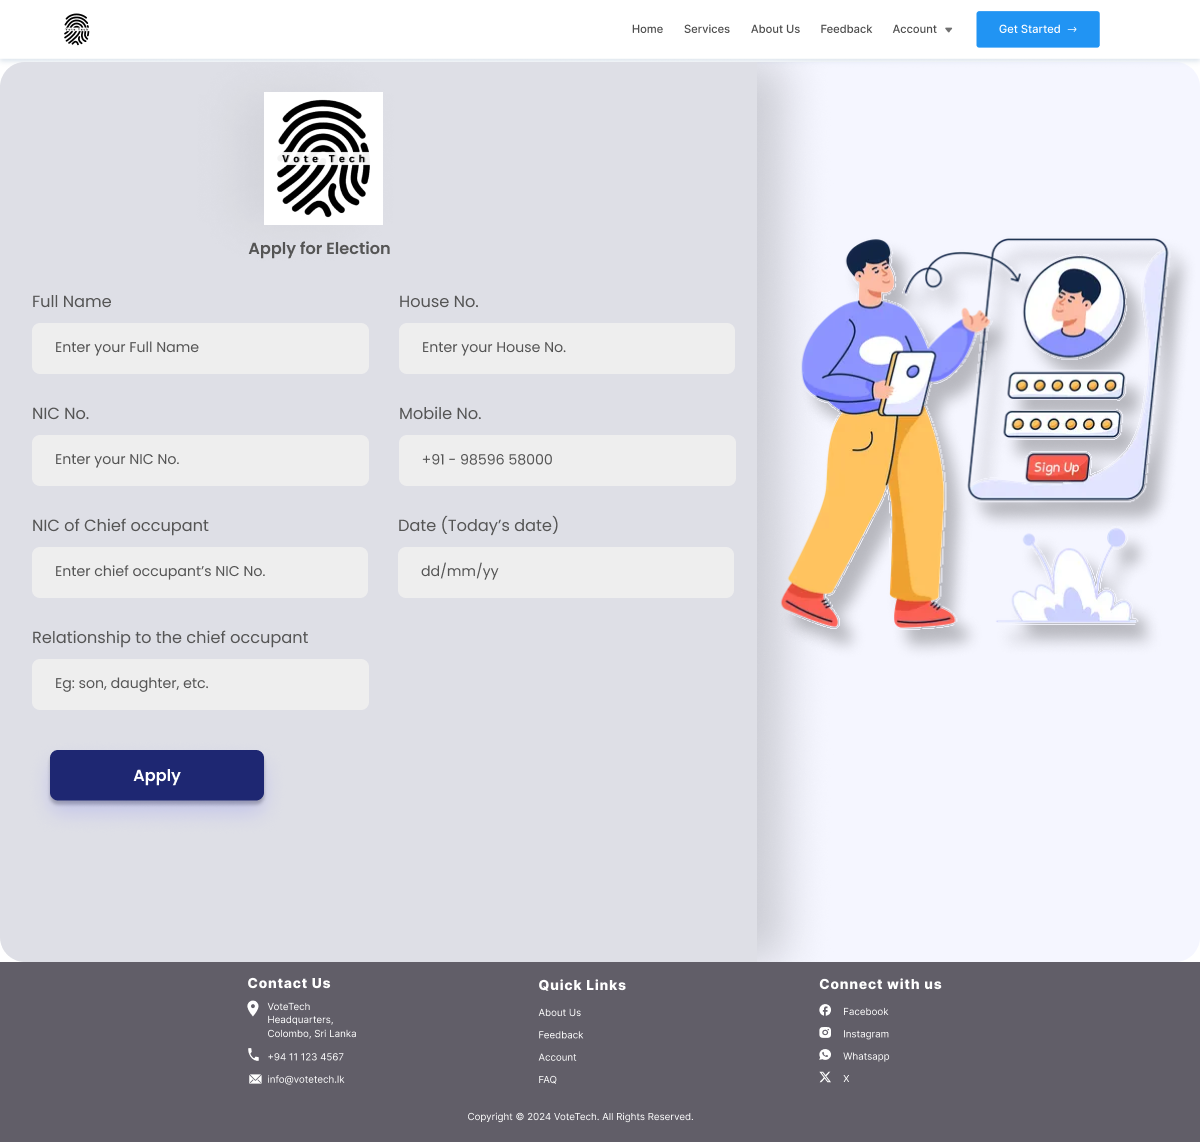 Home Services About Us Feedback Account Get Started →
Vote Tech
Apply for Election
Full Name
Enter your Full Name
House No.
Enter your House No.
NIC No.
Enter your NIC No.
Mobile No.
+91 - 98596 58000
NIC of Chief occupant
Enter chief occupant’s NIC No.
Date (Today’s date)
dd/mm/yy
Relationship to the chief occupant
Eg: son, daughter, etc.
Apply
Sign Up
Contact Us
VoteTech
Headquarters,
Colombo, Sri Lanka
+94 11 123 4567
info@votetech.lk
Quick Links
About Us
Feedback
Account
FAQ
Connect with us
Facebook
Instagram
Whatsapp
X
Copyright © 2024 VoteTech. All Rights Reserved.